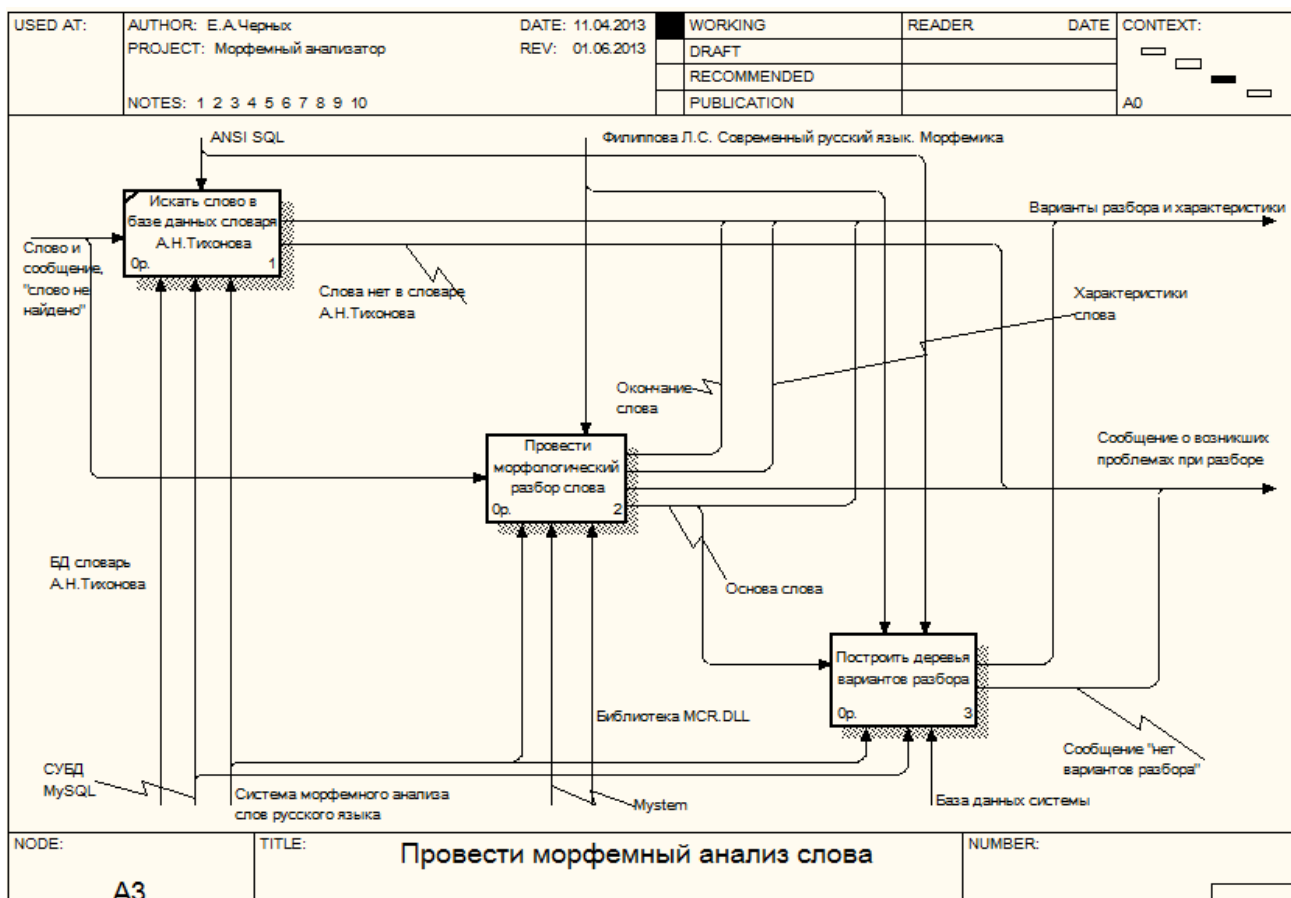 USED AT:
AUTHOR: Е.А.Черных
DATE: 11.04.2013
WORKING
READER
DATE
CONTEXT:
PROJECT: Морфемный анализатор
REV: 01.06.2013
DRAFT
RECOMMENDED
NOTES: 1 2 3 4 5 6 7 8 9 10
PUBLICATION
A0
ANSI SQL
Филиппова Л.С. Современный русский язык. Морфемика
Искать слово в
базе данных словаря
А.Н.Тихонова
0р.
1
Варианты разбора и характеристики
Слово и
сообщение,
"слово не
найдено"
Слова нет в словаре
А.Н.Тихонова
Характеристики
слова
Окончание
слова
Провести
морфологический
разбор слова
0р.
2
Сообщение о возникших
проблемах при разборе
БД словарь
А.Н.Тихонова
Основа слова
Построить деревья
вариантов разбора
0р.
3
Библиотека MCR.DLL
Сообщение "нет
вариантов разбора"
СУБД
MySQL
Система морфемного анализа
слов русского языка
Mystem
База данных системы
NODE:
TITLE:
Провести морфемный анализ слова
NUMBER:
A3